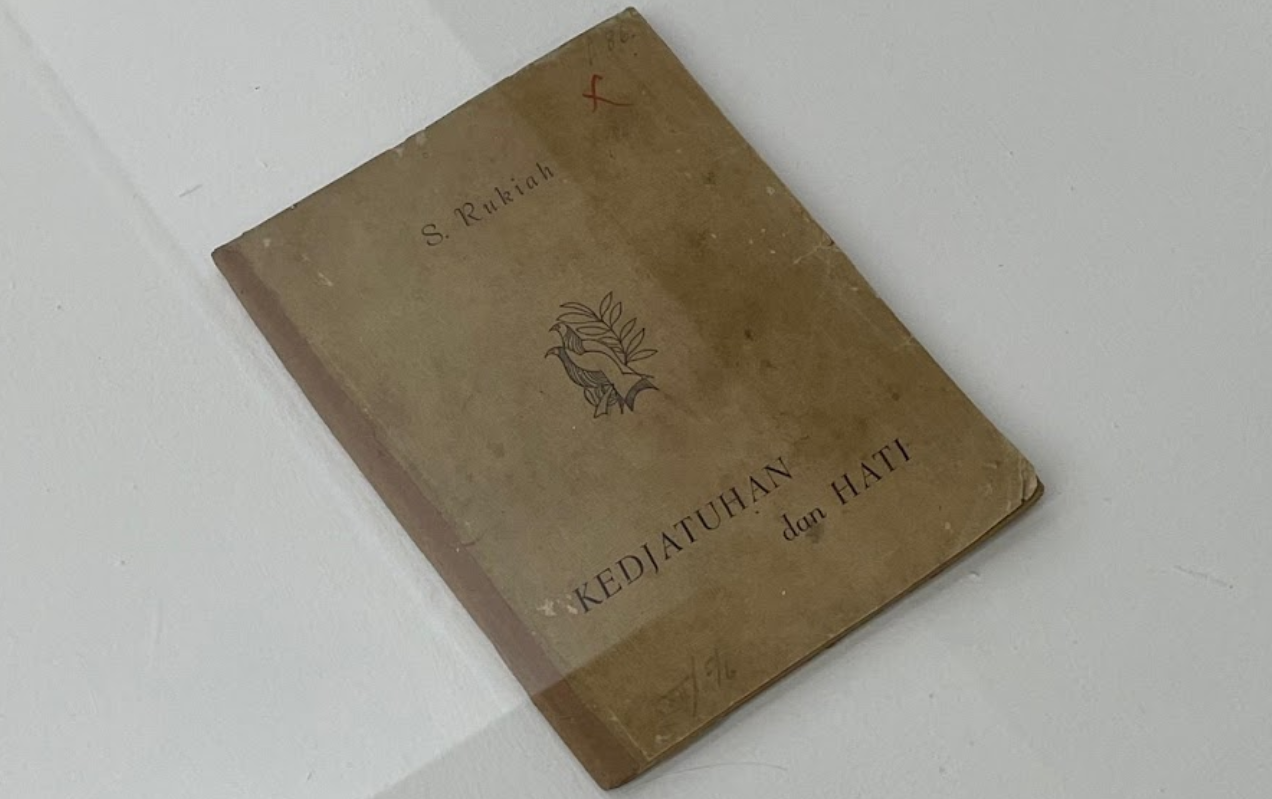 S. Rukiah
KEDJATUHAN
dan HATI